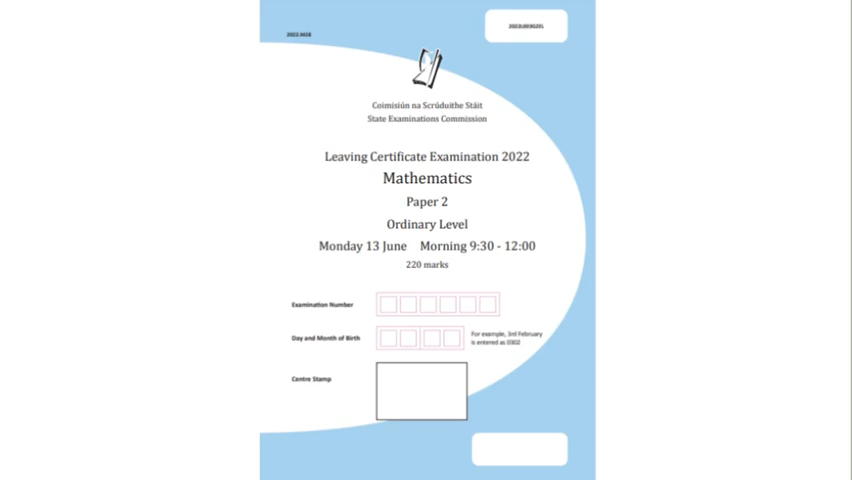 2022.M28
Coimisiún na Scrúduithe Stáit
State Examinations Commission
Leaving Certificate Examination 2022
Mathematics
Paper 2
Ordinary Level
Monday 13 June Morning 9:30 - 12:00
220 marks
Examination Number
Day and Month of Birth
For example, 3rd February
is entered as 0302
Centre Stamp